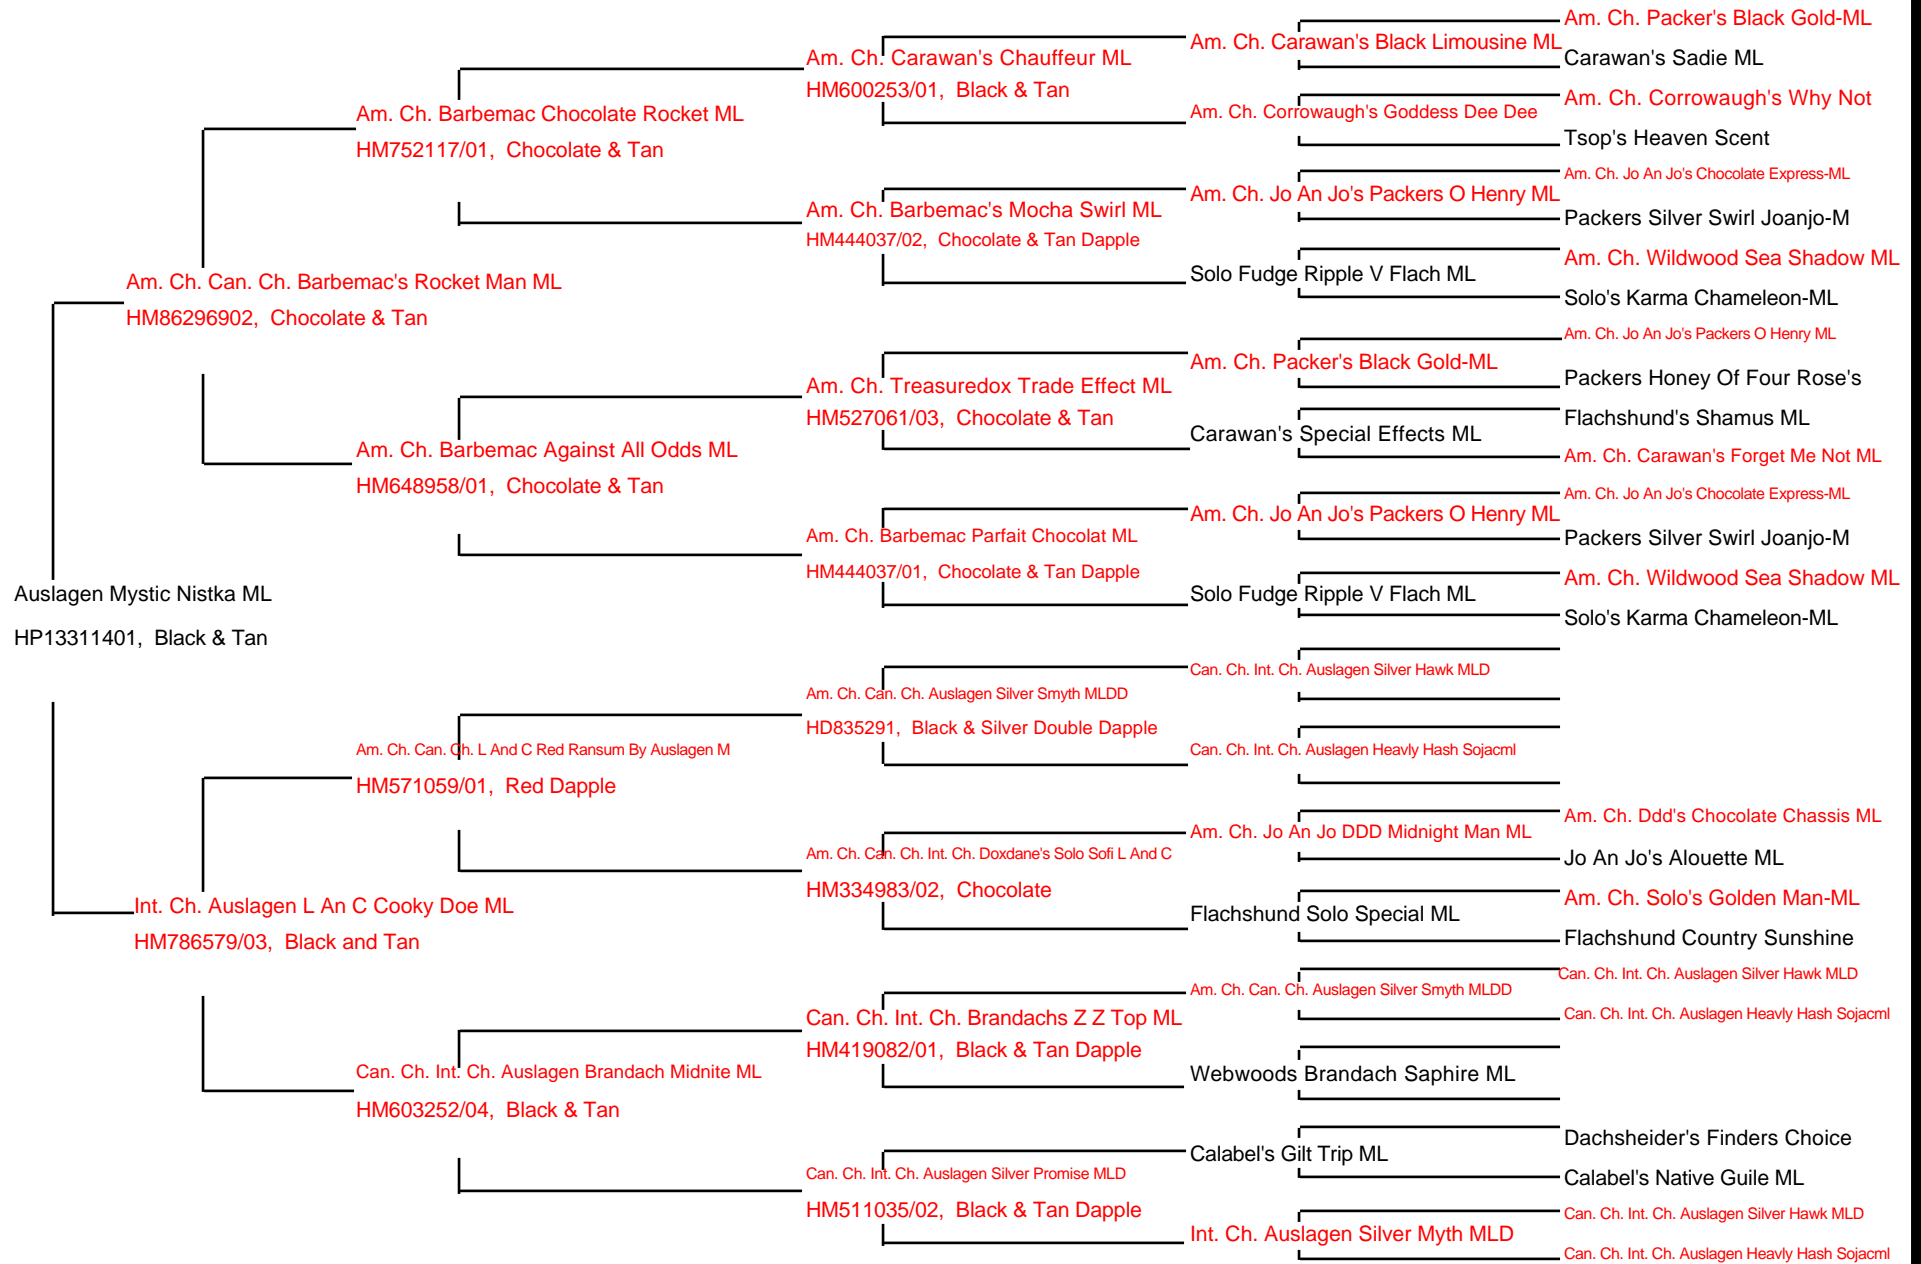 Auslagen Mystic Nistka ML
HP13311401, Black & Tan
Am. Ch. Can. Ch. Barbemac's Rocket Man ML
HM86296902, Chocolate & Tan
Int. Ch. Auslagen L An C Cooky Doe ML
HM786579/03, Black and Tan
Am. Ch. Barbemac Chocolate Rocket ML
HM752117/01, Chocolate & Tan
Am. Ch. Barbemac Against All Odds ML
HM648958/01, Chocolate & Tan
Am. Ch. Can. Ch. L And C Red Ransum By Auslagen M
HM571059/01, Red Dapple
Can. Ch. Int. Ch. Auslagen Brandach Midnite ML
HM603252/04, Black & Tan
Am. Ch. Carawan's Chauffeur ML
HM600253/01, Black & Tan
Am. Ch. Barbemac's Mocha Swirl ML
HM444037/02, Chocolate & Tan Dapple
Am. Ch. Treasuredox Trade Effect ML
HM527061/03, Chocolate & Tan
Am. Ch. Barbemac Parfait Chocolat ML
HM444037/01, Chocolate & Tan Dapple
Am. Ch. Can. Ch. Auslagen Silver Smyth MLDD
HD835291, Black & Silver Double Dapple
Am. Ch. Can. Ch. Int. Ch. Doxdane's Solo Sofi L And C
HM334983/02, Chocolate
Can. Ch. Int. Ch. Brandachs Z Z Top ML
HM419082/01, Black & Tan Dapple
Can. Ch. Int. Ch. Auslagen Silver Promise MLD
HM511035/02, Black & Tan Dapple
Am. Ch. Carawan's Black Limousine ML
Am. Ch. Corrowaugh's Goddess Dee Dee
Am. Ch. Jo An Jo's Packers O Henry ML
Solo Fudge Ripple V Flach ML
Am. Ch. Packer's Black Gold-ML
Carawan's Special Effects ML
Am. Ch. Jo An Jo's Packers O Henry ML
Solo Fudge Ripple V Flach ML
Can. Ch. Int. Ch. Auslagen Silver Hawk MLD
Can. Ch. Int. Ch. Auslagen Heavly Hash Sojacml
Am. Ch. Jo An Jo DDD Midnight Man ML
Flachshund Solo Special ML
Am. Ch. Can. Ch. Auslagen Silver Smyth MLDD
Webwoods Brandach Saphire ML
Calabel's Gilt Trip ML
Int. Ch. Auslagen Silver Myth MLD
Am. Ch. Packer's Black Gold-ML
Carawan's Sadie ML
Am. Ch. Corrowaugh's Why Not
Tsop's Heaven Scent
Am. Ch. Jo An Jo's Chocolate Express-ML
Packers Silver Swirl Joanjo-M
Am. Ch. Wildwood Sea Shadow ML
Solo's Karma Chameleon-ML
Am. Ch. Jo An Jo's Packers O Henry ML
Packers Honey Of Four Rose's
Flachshund's Shamus ML
Am. Ch. Carawan's Forget Me Not ML
Am. Ch. Jo An Jo's Chocolate Express-ML
Packers Silver Swirl Joanjo-M
Am. Ch. Wildwood Sea Shadow ML
Solo's Karma Chameleon-ML
Am. Ch. Ddd's Chocolate Chassis ML
Jo An Jo's Alouette ML
Am. Ch. Solo's Golden Man-ML
Flachshund Country Sunshine
Can. Ch. Int. Ch. Auslagen Silver Hawk MLD
Can. Ch. Int. Ch. Auslagen Heavly Hash Sojacml
Dachsheider's Finders Choice
Calabel's Native Guile ML
Can. Ch. Int. Ch. Auslagen Silver Hawk MLD
Can. Ch. Int. Ch. Auslagen Heavly Hash Sojacml